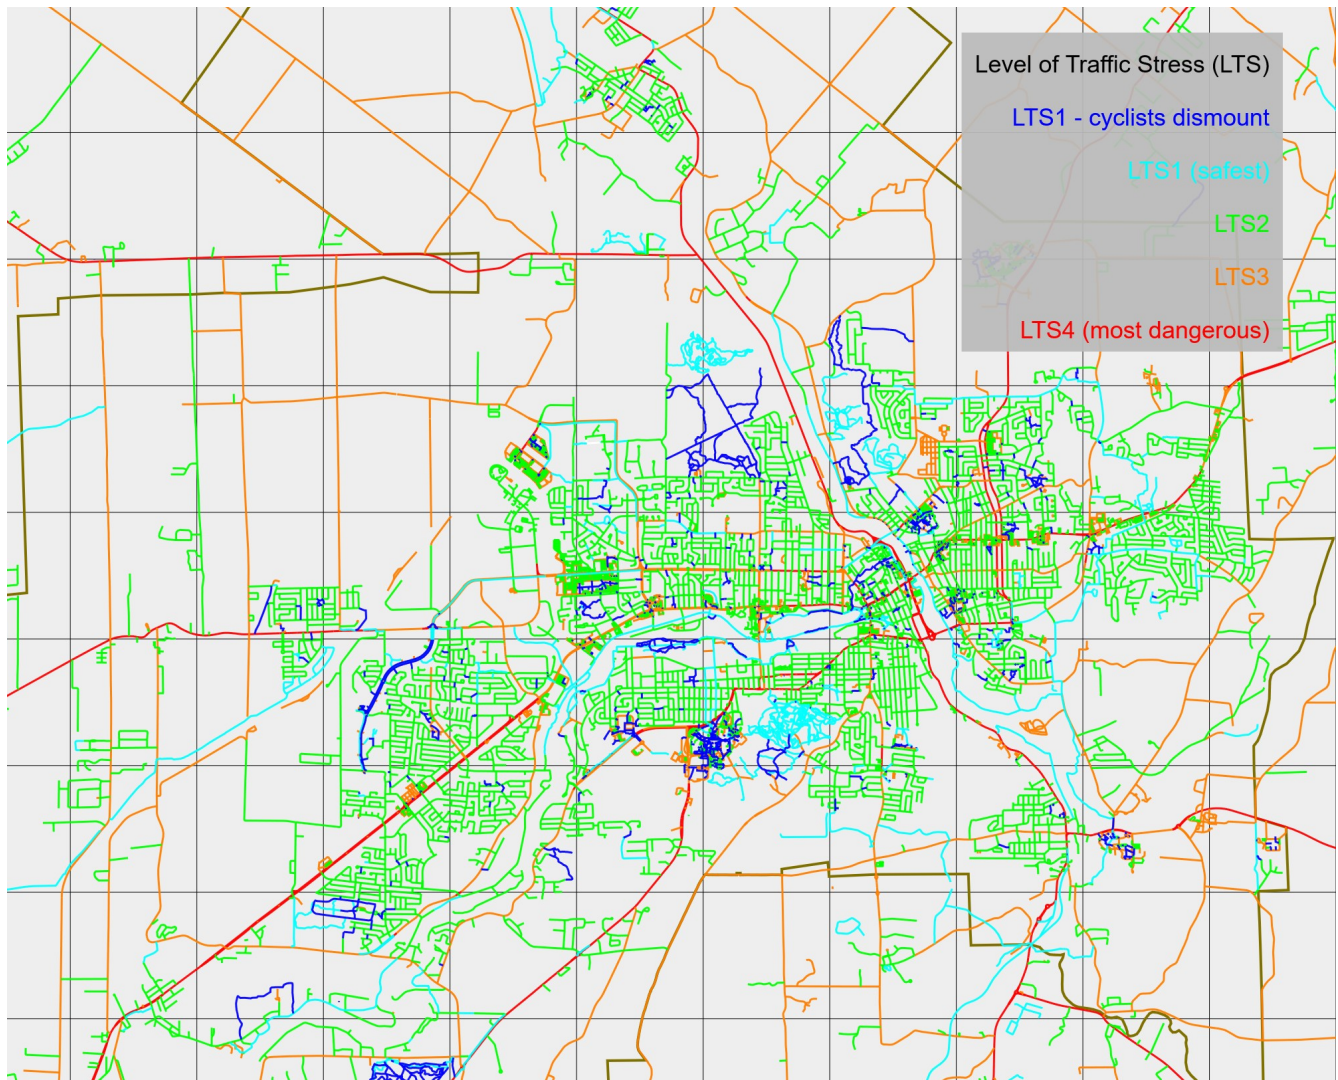 Level of Traffic Stress (LTS)
LTS1 - cyclists dismount
LTS1 (safest)
LTS2
LTS3
LTS4 (most dangerous)